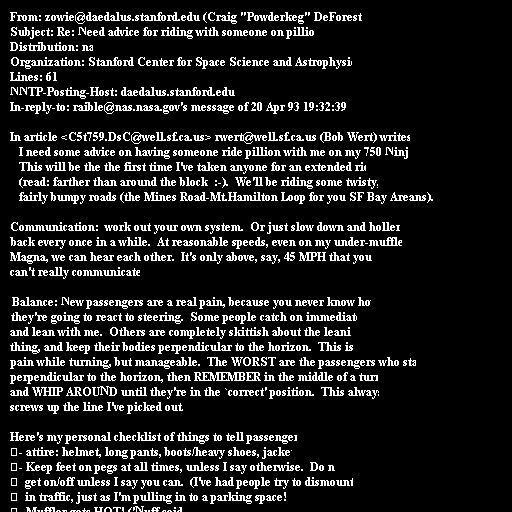 From: zowie@daedalus.stanford.edu (Craig "Powderkeg" DeForest
Subject: Re: Need advice for riding with someone on pillio
Distribution: na
Organization: Stanford Center for Space Science and Astrophysi
Lines: 61
NNTP-Posting-Host: daedalus.stanford.edu
In-reply-to: raible@nas.nasa.gov's message of 20 Apr 93 19:32:39

In article <C5t759.DsC@well.sf.ca.us> rwert@well.sf.ca.us (Bob Wert) writes
I need some advice on having someone ride pillion with me on my 750 Ninj
This will be the the first time I've taken anyone for an extended ri
(read: farther than around the block :-). We'll be riding some twisty,
fairly bumpy roads (the Mines Road-Mt.Hamilton Loop for you SF Bay Areans).

Communication: work out your own system. Or just slow down and holler
back every once in a while. At reasonable speeds, even on my under-muffle
Magna, we can hear each other. It's only above, say, 45 MPH that you
can't really communicate

Balance: New passengers are a real pain, because you never know ho
they're going to react to steering. Some people catch on immediat
and lean with me. Others are completely skittish about the leani
thing, and keep their bodies perpendicular to the horizon. This is
pain while turning, but manageable. The WORST are the passengers who sta
perpendicular to the horizon, then REMEMBER in the middle of a tur
and WHIP AROUND until they're in the `correct' position. This alway
screws up the line I've picked out

Here's my personal checklist of things to tell passenger
- attire: helmet, long pants, boots/heavy shoes, jacke
- Keep feet on pegs at all times, unless I say otherwise. Do n
get on/off unless I say you can. (I've had people try to dismount
in traffic, just as I'm pulling in to a parking space!
- Muffler gets HOT! ('Nuff said